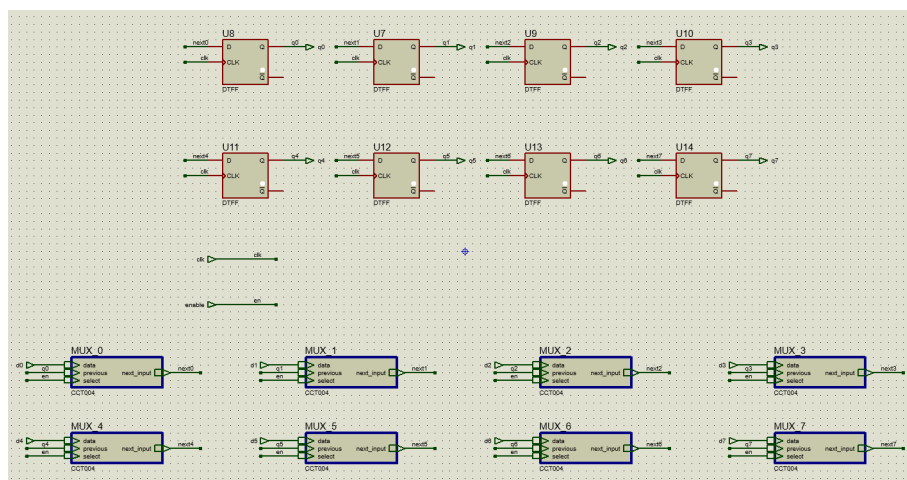 U8 U7 U9 U10
next0 D Q q0 q0 next1 D Q q1 q1 next2 D Q q2 q2 next3 D Q q3 q3
clk CLK clk CLK clk CLK clk CLK
Q Q Q Q
DTFF DTFF DTFF DTFF
U11 U12 U13 U14
next4 D Q q4 q4 next5 D Q q5 q5 next6 D Q q6 q6 next7 D Q q7 q7
clk CLK clk CLK clk CLK clk CLK
Q Q Q Q
DTFF DTFF DTFF DTFF
clk clk
enable en
MUX_0 MUX_1 MUX_2 MUX_3
d0 data d1 data d2 data d3 data
q0 previous next_input next0 q1 previous next_input next1 q2 previous next_input next2 q3 previous next_input next3
en select en select en select en select
CCT004 CCT004 CCT004 CCT004
MUX_4 MUX_5 MUX_6 MUX_7
d4 data d5 data d6 data d7 data
q4 previous next_input next4 q5 previous next_input next5 q6 previous next_input next6 q7 previous next_input next7
en select en select en select en select
CCT004 CCT004 CCT004 CCT004